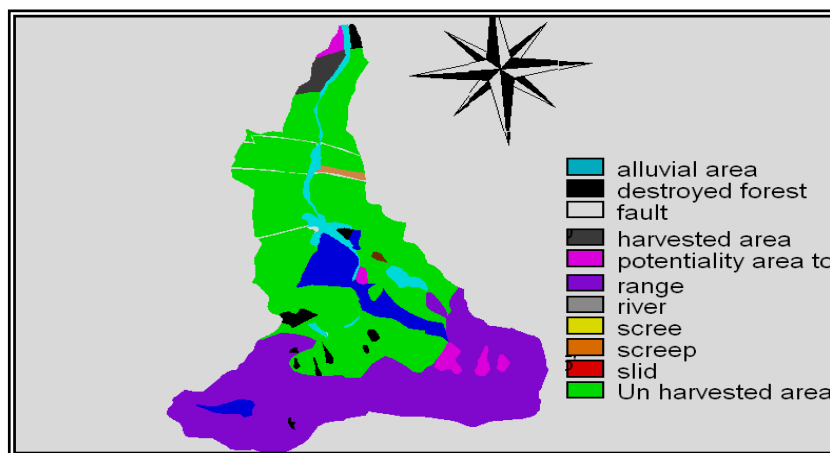 alluvial area
destroyed forest
fault
harvested area
potentiality area to
range
river
scree
screep
slid
Un harvested area